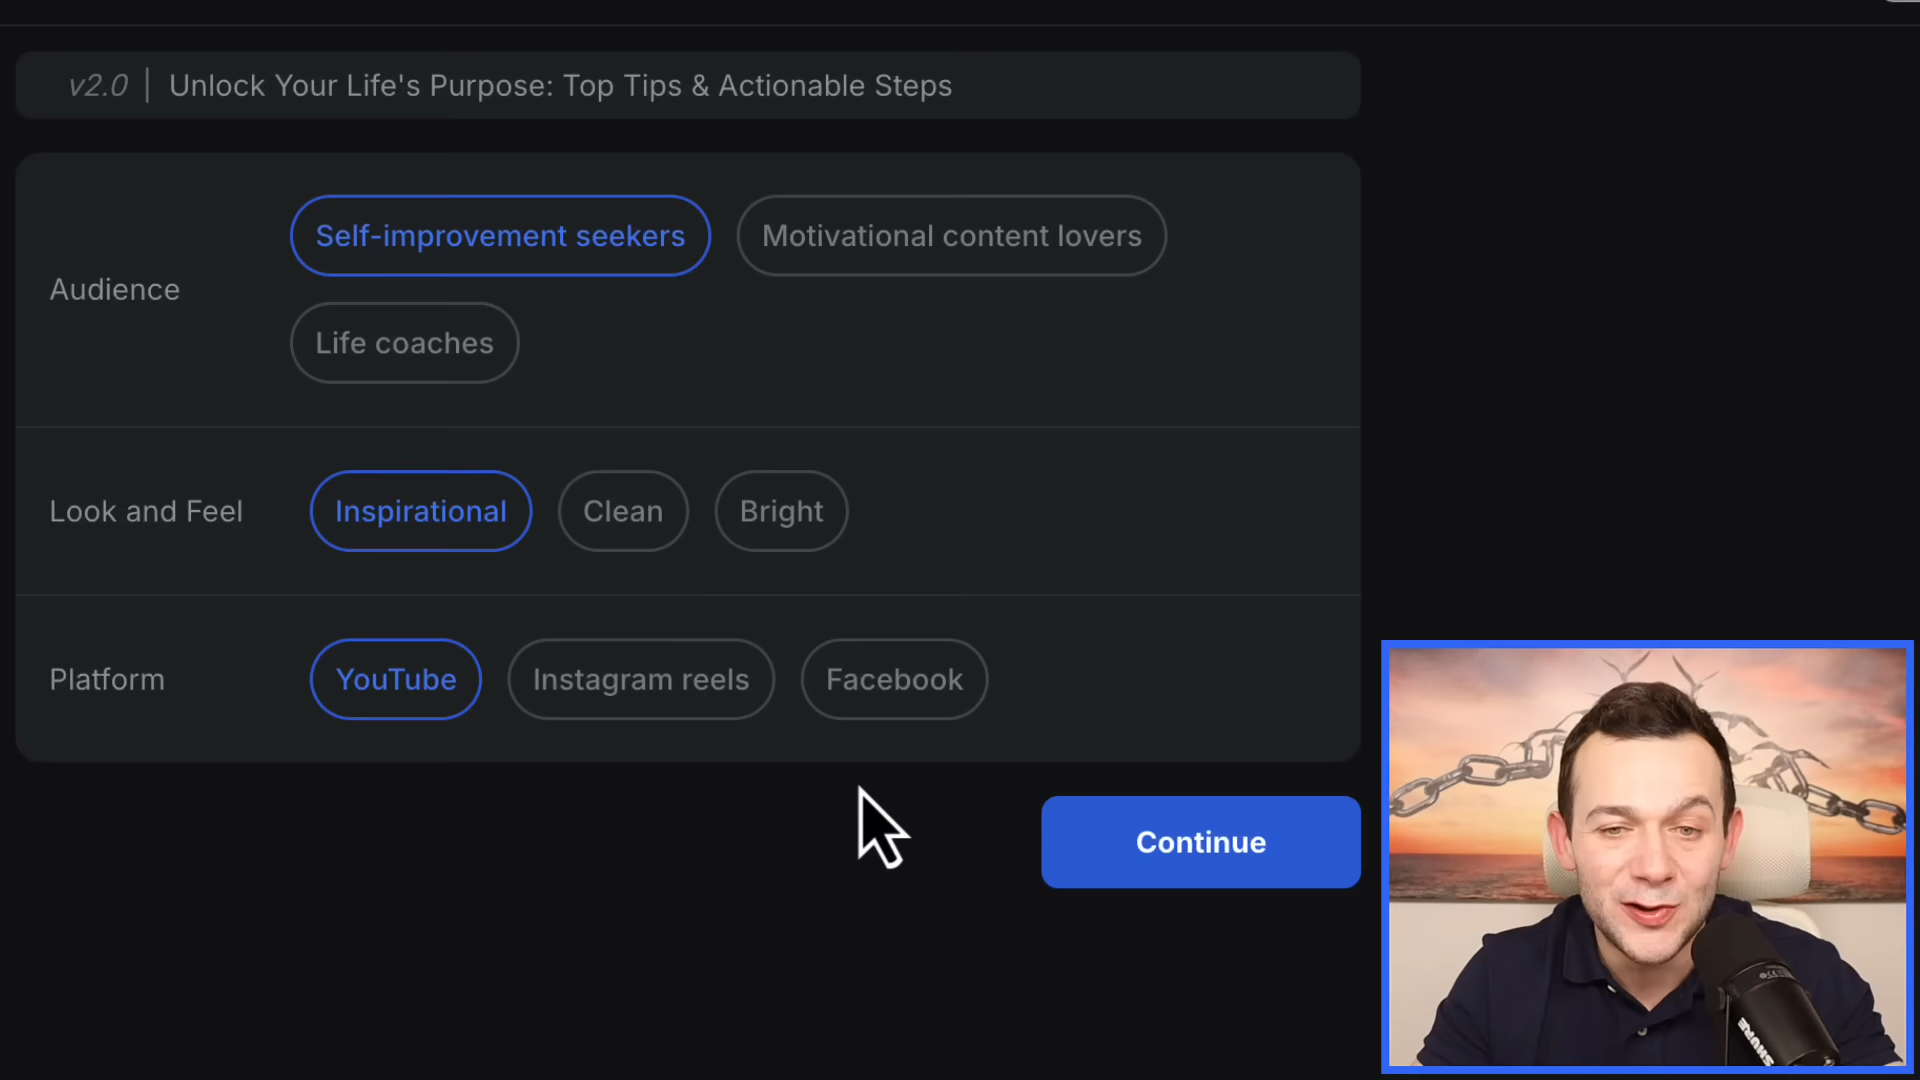 v2.0 | Unlock Your Life's Purpose: Top Tips & Actionable Steps
Audience
Self-improvement seekers
Motivational content lovers
Life coaches
Look and Feel
Inspirational
Clean
Bright
Platform
YouTube
Instagram reels
Facebook
Continue
SHURE